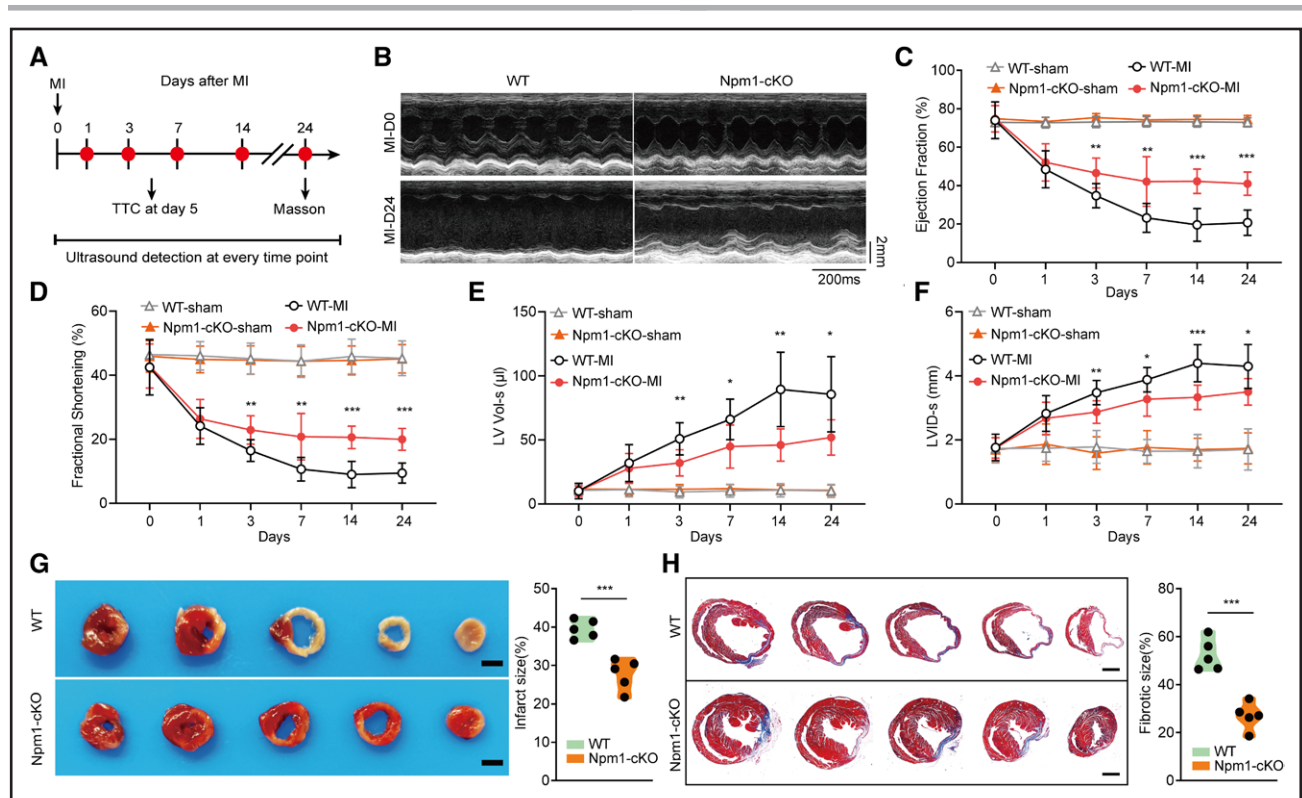 A
Days after MI
MI
0 1 3 7 14 24
TTC at day 5
Masson
Ultrasound detection at every time point
B
WT
Npm1-cKO
MI-D0
MI-D24
2mm
200ms
C
WT-sham
WT-MI
Npm1-cKO-sham
Npm1-cKO-MI
Ejection Fraction (%)
100
80
60
40
20
0
** ** *** ***
0 1 3 7 14 24
Days
D
WT-sham
WT-MI
Npm1-cKO-sham
Npm1-cKO-MI
Fractional Shortening (%)
60
40
20
0
** ** *** ***
0 1 3 7 14 24
Days
E
WT-sham
Npm1-cKO-sham
WT-MI
Npm1-cKO-MI
LV Vol-s (µl)
150
100
50
0
** * ** *
0 1 3 7 14 24
Days
F
WT-sham
Npm1-cKO-sham
WT-MI
Npm1-cKO-MI
LVID-s (mm)
6
4
2
0
** * *** *
0 1 3 7 14 24
Days
G
WT
Npm1-cKO
Infarct size(%)
50
40
30
20
10
0
***
WT
Npm1-cKO
H
WT
Npm1-cKO
Fibrotic size(%)
80
60
40
20
0
***
WT
Npm1-cKO